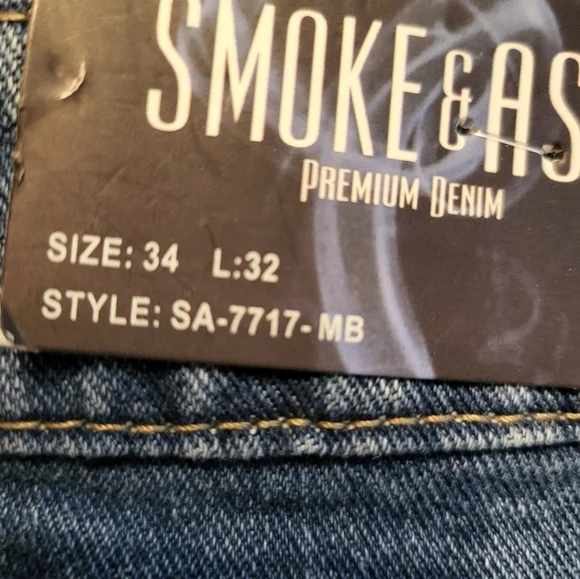 SMOKE & AS
PREMIUM DENIM
SIZE: 34 L:32
STYLE: SA-7717-MB